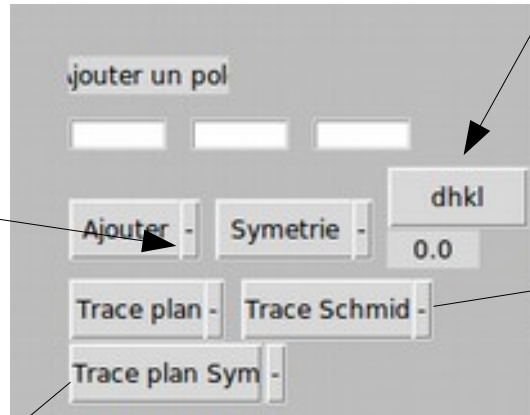 jouter un pol
Ajouter - Symetrie - dhkl
0.0
Trace plan - Trace Schmid -
Trace plan Sym -